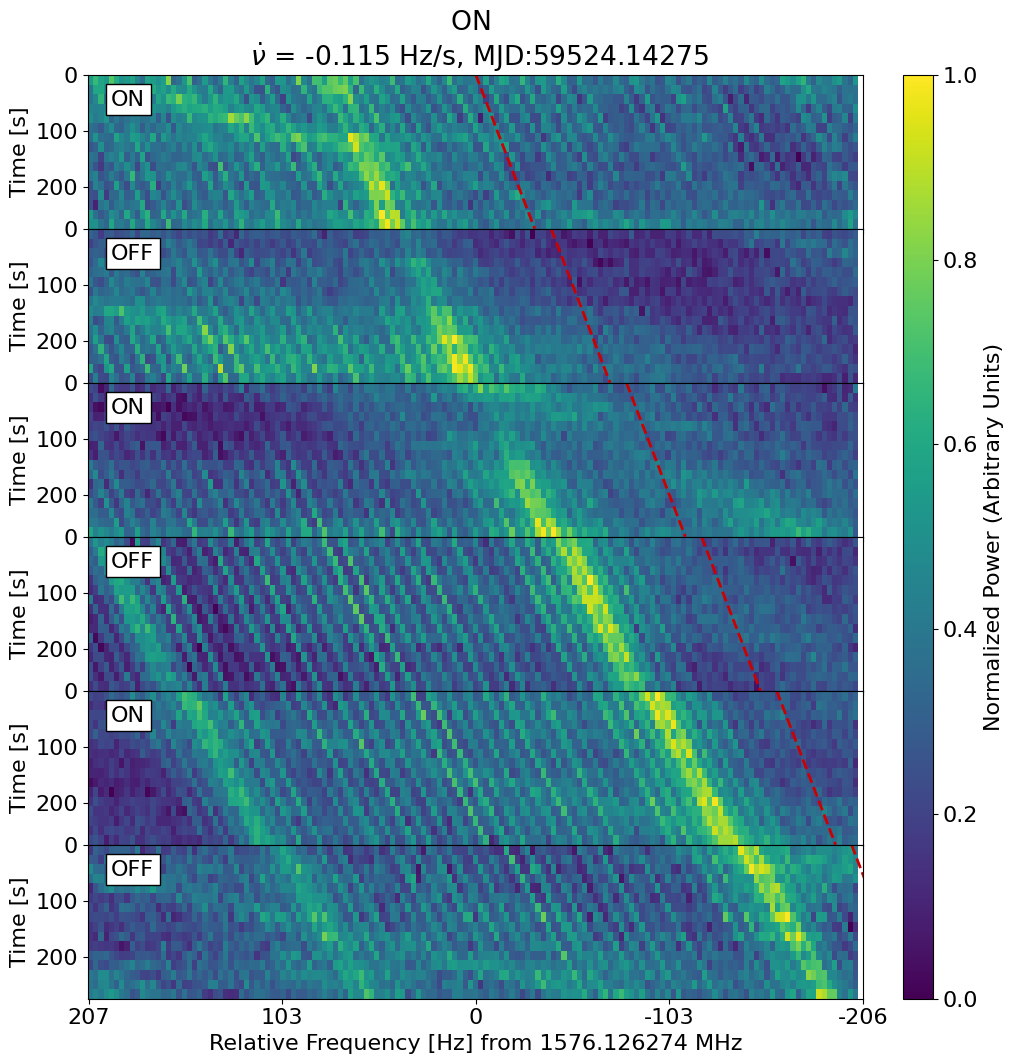 ON
ν̇ = -0.115 Hz/s, MJD:59524.14275
0
ON
100
200
Time [s]
0
OFF
100
200
Time [s]
0
ON
100
200
Time [s]
0
OFF
100
200
Time [s]
0
ON
100
200
Time [s]
0
OFF
100
200
Time [s]
207 103 0 -103 -206
Relative Frequency [Hz] from 1576.126274 MHz
1.0
0.8
0.6
0.4
0.2
0.0
Normalized Power (Arbitrary Units)